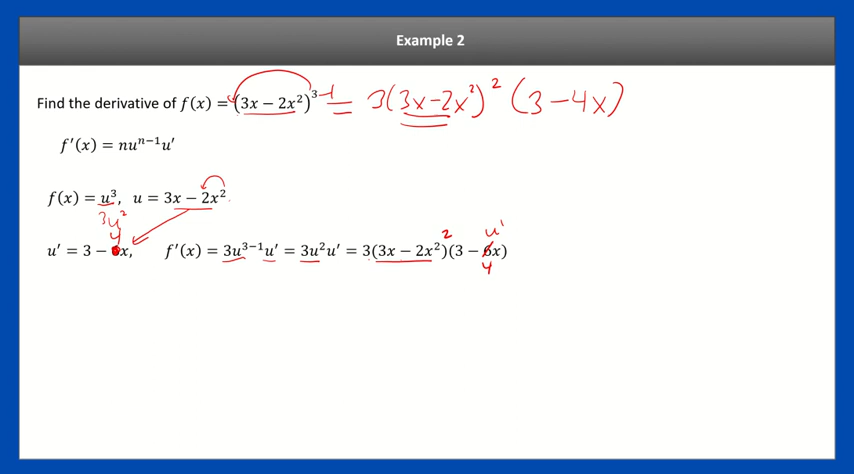 Example 2
Find the derivative of f(x) = (3x − 2x²)³⁻¹ = 3(3x−2x²)² (3−4x)
f′(x) = nuⁿ⁻¹u′
f(x) = u³, u = 3x − 2x².
3u²
4 2 u′
u′ = 3 − x, f′(x) = 3u³⁻¹u′ = 3u²u′ = 3(3x − 2x²)(3 − 6x)
4